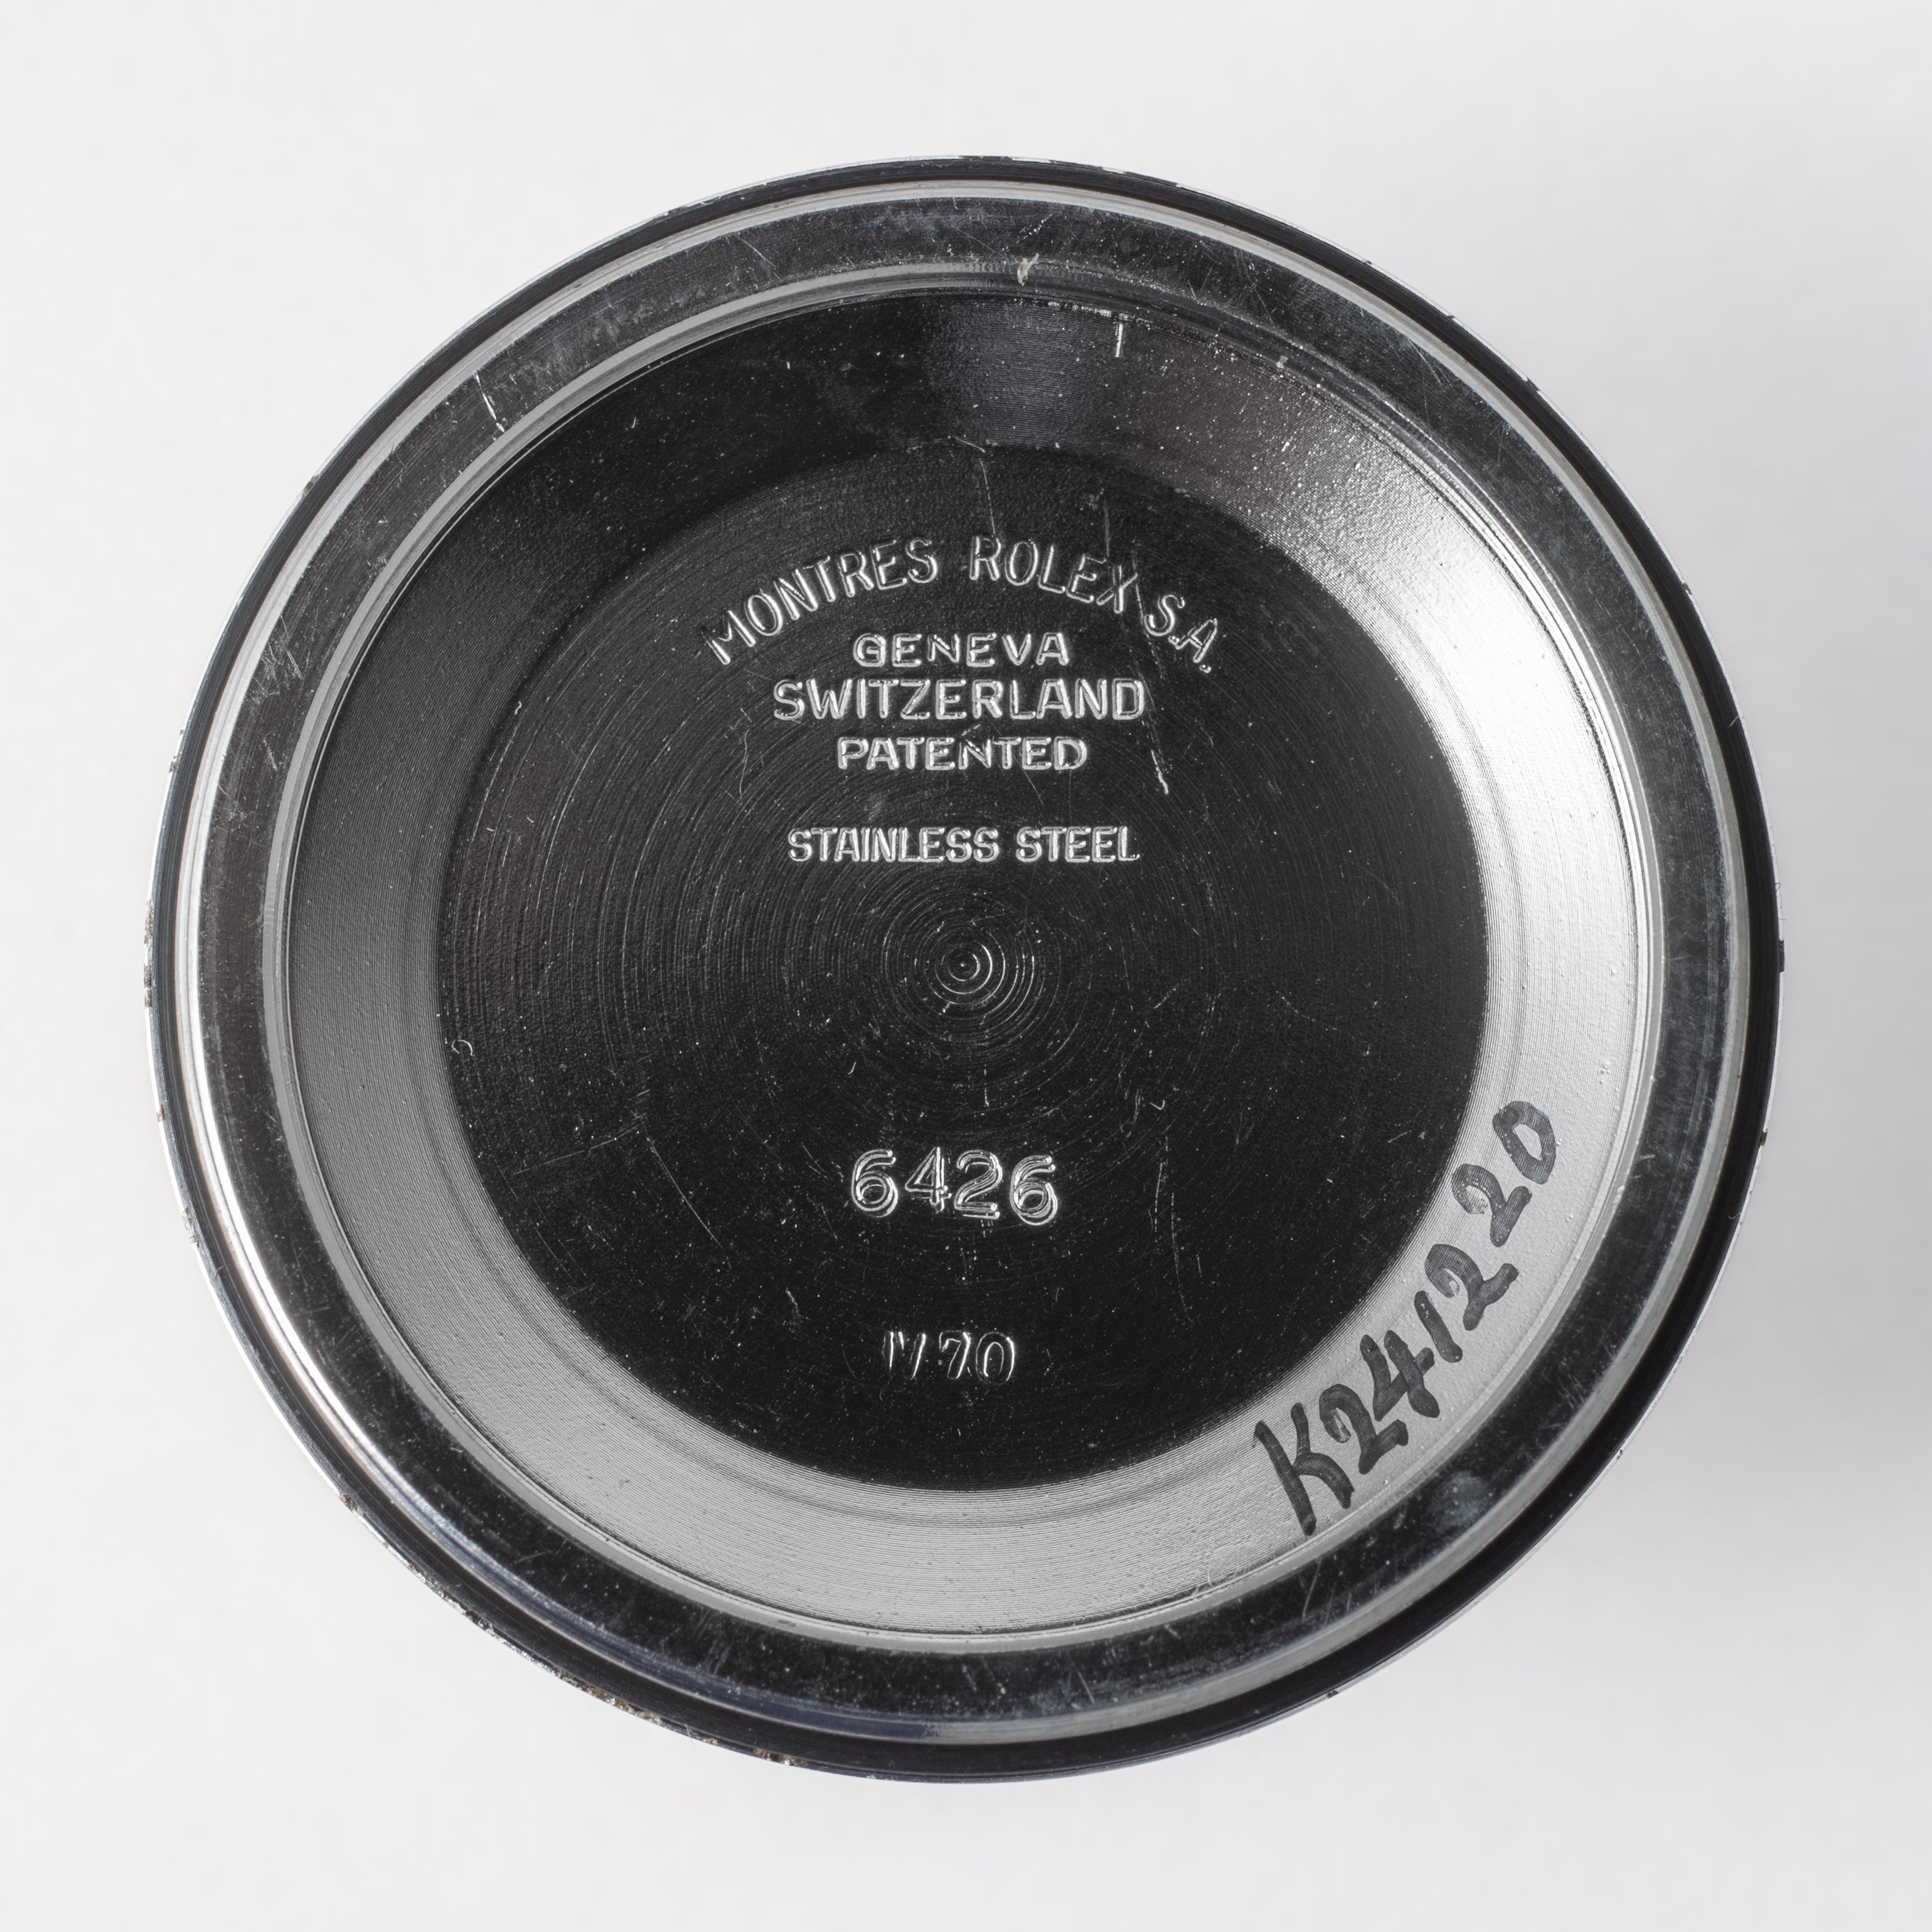 MONTRES ROLEX S.A.
GENEVA
SWITZERLAND
PATENTED
STAINLESS STEEL
6426
IV 70
K241220